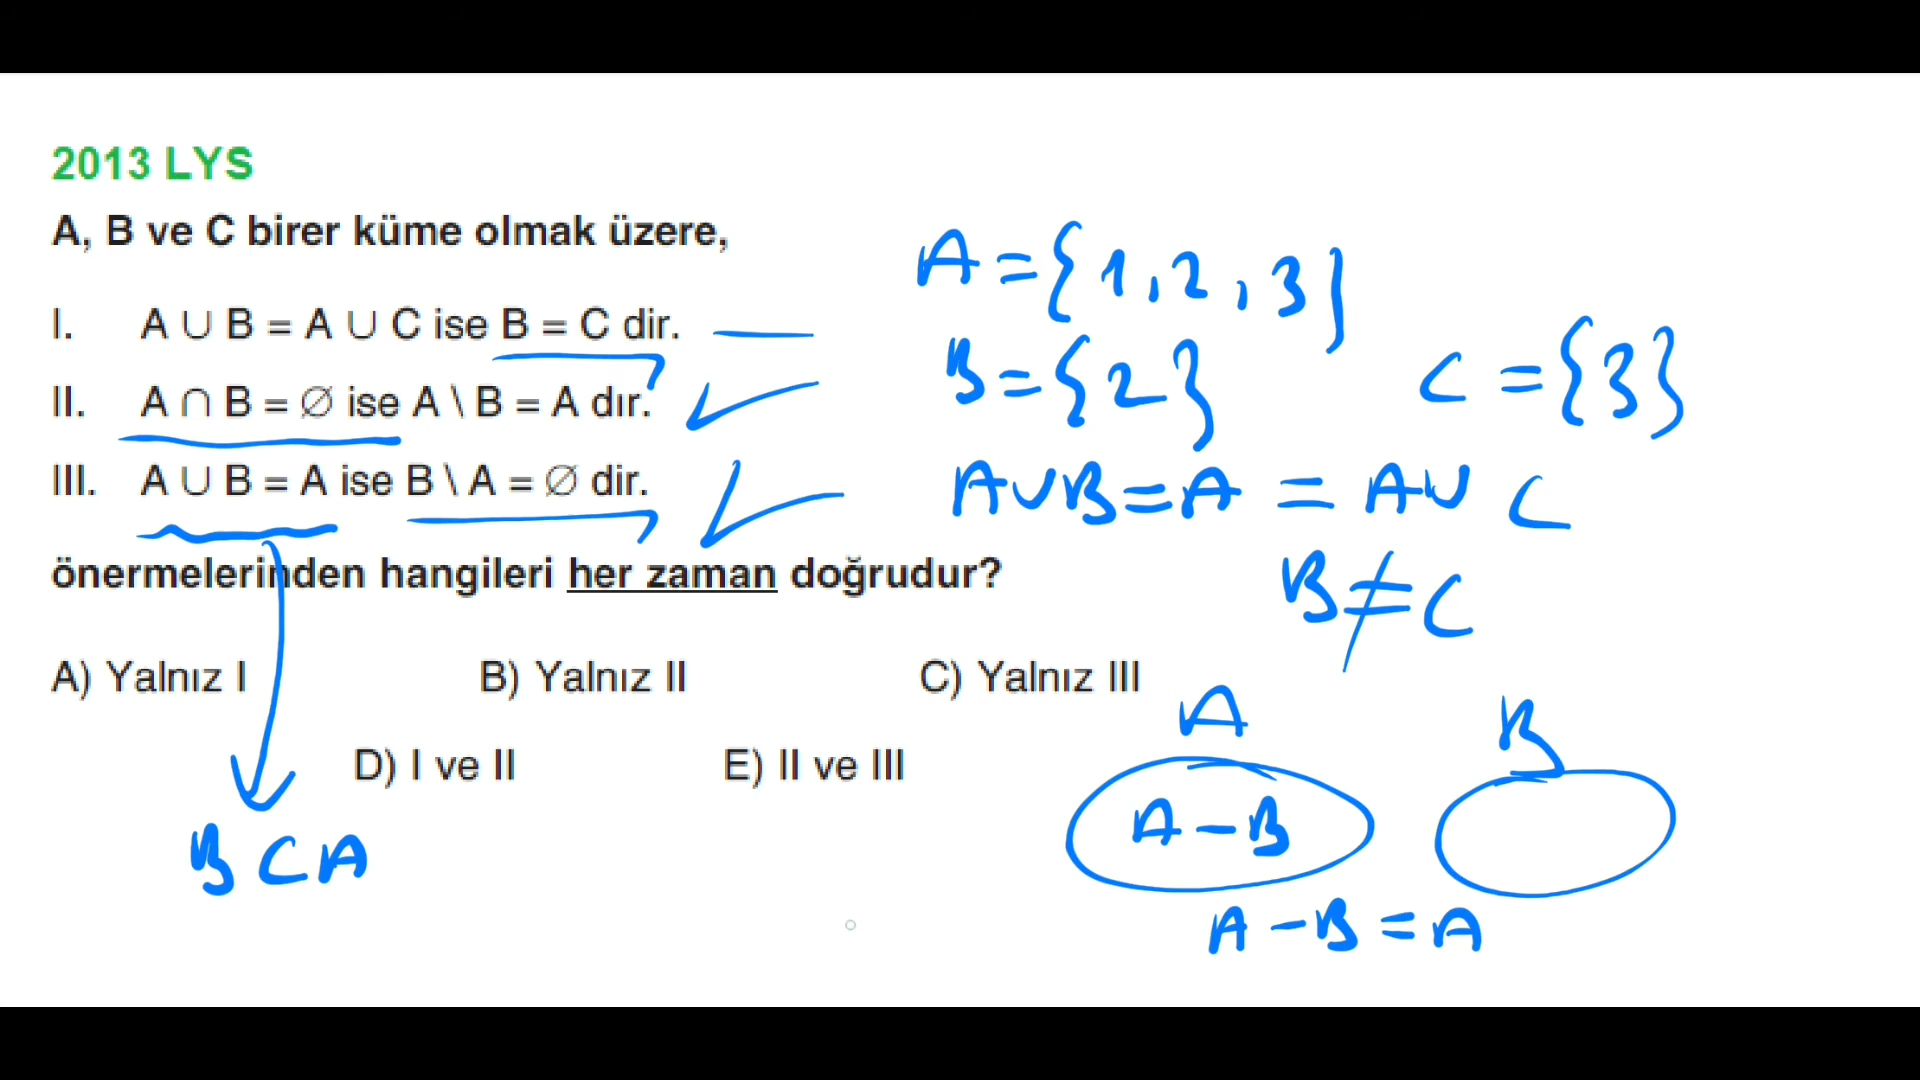 2013 LYS
A, B ve C birer küme olmak üzere,
I. A ∪ B = A ∪ C ise B = C dir.
II. A ∩ B = ∅ ise A \ B = A dır.
III. A ∪ B = A ise B \ A = ∅ dir.
önermelerinden hangileri her zaman doğrudur?
A) Yalnız I B) Yalnız II C) Yalnız III
D) I ve II E) II ve III
B ⊂ A
A = {1, 2, 3}
B = {2} C = {3}
A ∪ B = A = A ∪ C
B ≠ C
A B
A − B
A − B = A